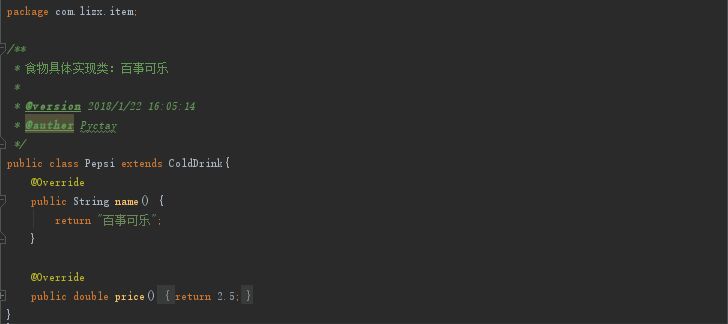 package com.lizx.item;
/**
 * 食物具体实现类：百事可乐
 *
 * @version 2018/1/22 16:05:14
 * @auther Pyctay
 */
public class Pepsi extends ColdDrink{
    @Override
    public String name() {
        return "百事可乐";
    }
    @Override
    public double price() { return 2.5; }
}